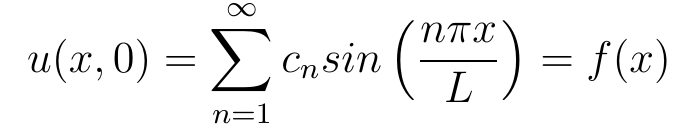 u(x, 0) = \sum_{n=1}^{\infty} c_n sin \left( \frac{n\pi x}{L} \right) = f(x)